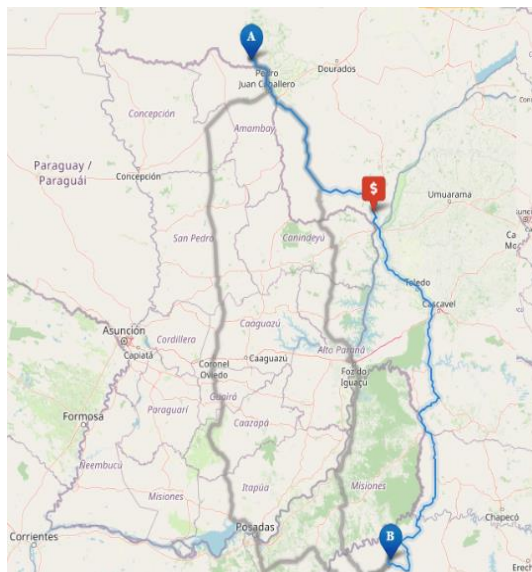 A
Pedro
Juan Caballero
Dourados
Concepción
Amambay
Paraguay /
Paraguái
Concepción
$
Umuarama
San Pedro
Canindeyú
Toledo
Cascavel
Asunción
Capiatá
Cordillera
Caaguazú
Caaguazú
Coronel
Oviedo
Alto Paraná
Foz do
Iguaçu
Guairá
Paraguarí
Formosa
Caazapá
Ñeembucú
Misiones
Itapúa
Misiones
Posadas
Chapecó
Corrientes
B